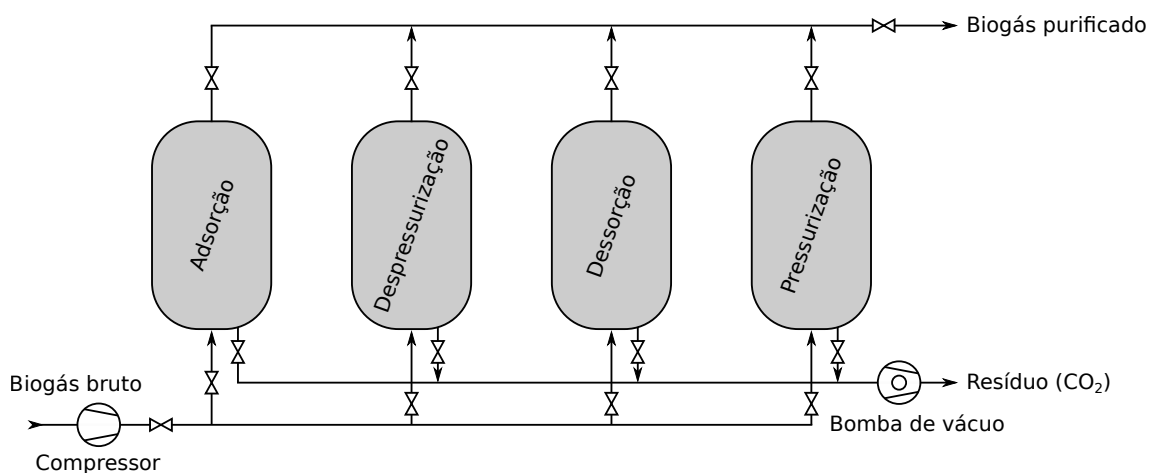 Biogás purificado
Adsorção
Despressurização
Dessorção
Pressurização
Biogás bruto
Resíduo (CO₂)
Bomba de vácuo
Compressor